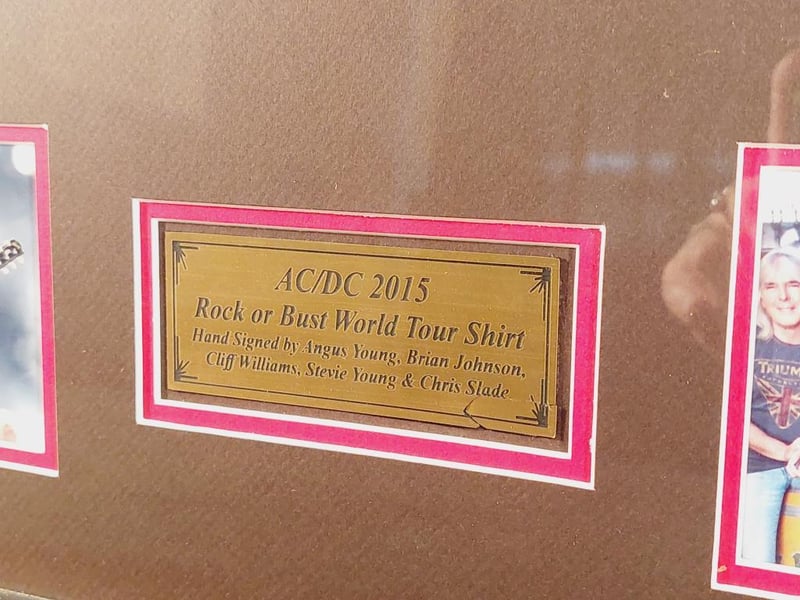 AC/DC 2015
Rock or Bust World Tour Shirt
Hand Signed by Angus Young, Brian Johnson,
Cliff Williams, Stevie Young & Chris Slade
TRIUM